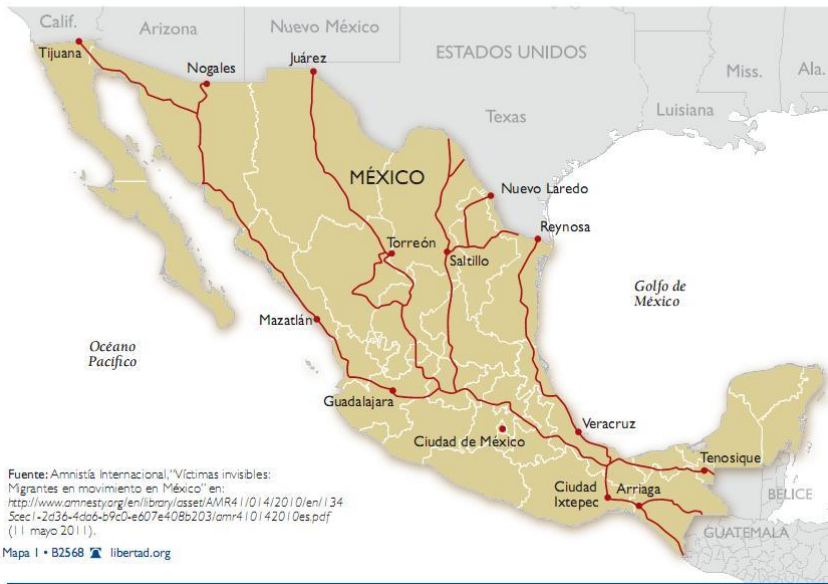 Calif.
Arizona
Nuevo México
ESTADOS UNIDOS
Miss.
Ala.
Tijuana
Nogales
Juárez
Texas
Luisiana
MÉXICO
Nuevo Laredo
Reynosa
Torreón
Saltillo
Golfo de
México
Mazatlán
Océano
Pacífico
Guadalajara
Ciudad de México
Veracruz
Tenosique
Ciudad
Ixtepec
Arriaga
BELICE
GUATEMALA
Fuente: Amnistía Internacional, "Víctimas invisibles:
Migrantes en movimiento en México" en:
http://www.amnesty.org/en/library/asset/AMR41/014/2010/en/134
5cec1-2d36-4da6-b9c0-e607e408b203/amr410142010es.pdf
(11 mayo 2011).
Mapa 1 • B2568 libertad.org